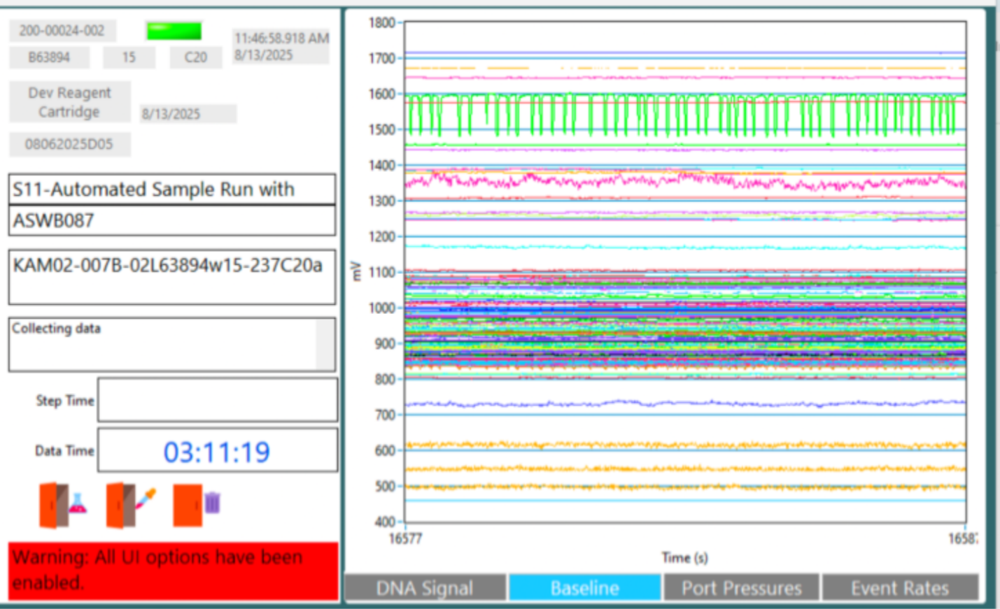 200-00024-002
11:46:58.918 AM
8/13/2025
B63894
15
C20
Dev Reagent
Cartridge
8/13/2025
08062025D05
S11-Automated Sample Run with
ASWB087
KAM02-007B-02L63894w15-237C20a
Collecting data
Step Time
Data Time
03:11:19
Warning: All UI options have been
enabled.
1800
1700
1600
1500
1400
1300
1200
1100
1000
900
800
700
600
500
400
mV
16577
Time (s)
DNA Signal
Baseline
Port Pressures
Event Rates